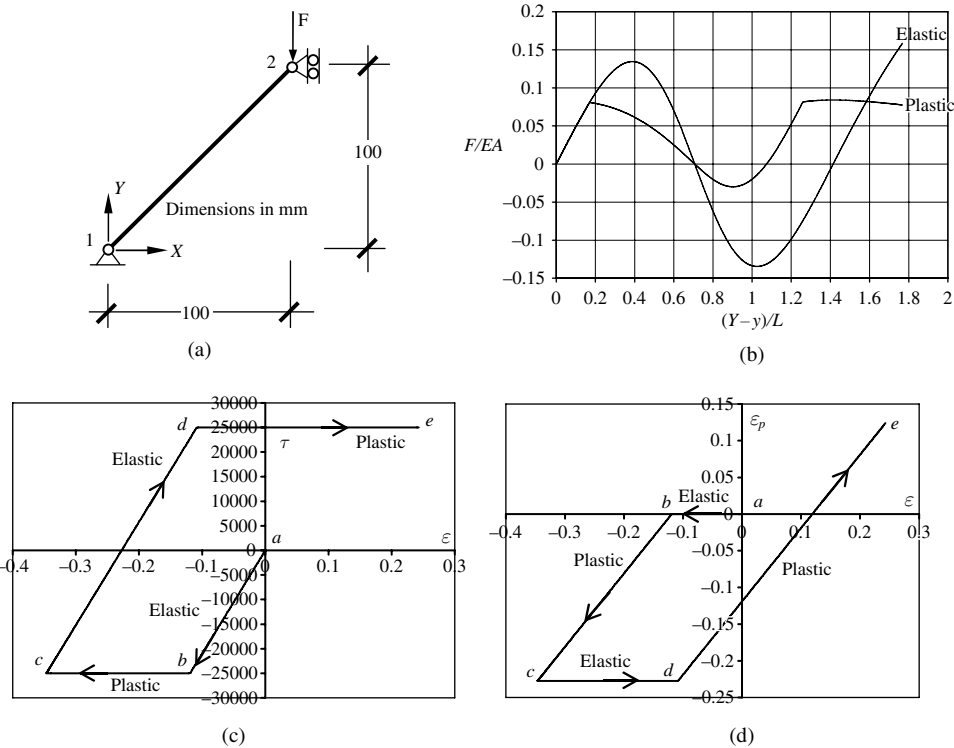 F
2
100
Y
1
X
Dimensions in mm
100
(a)
0.2
0.15
0.1
0.05
0
–0.05
–0.1
–0.15
F/EA
Elastic
Plastic
0 0.2 0.4 0.6 0.8 1 1.2 1.4 1.6 1.8 2
(Y–y)/L
(b)
30000
25000
20000
15000
10000
5000
0
–5000
–10000
–15000
–20000
–25000
–30000
d
τ
e
Plastic
Elastic
a
ε
–0.4 –0.3 –0.2 –0.1 0 0.1 0.2 0.3
Elastic
c
b
Plastic
(c)
0.15
0.1
0.05
0
–0.05
–0.1
–0.15
–0.2
–0.25
εp
e
b
Elastic
a
ε
–0.4 –0.3 –0.2 –0.1 0 0.1 0.2 0.3
Plastic
Plastic
c
Elastic
d
(d)